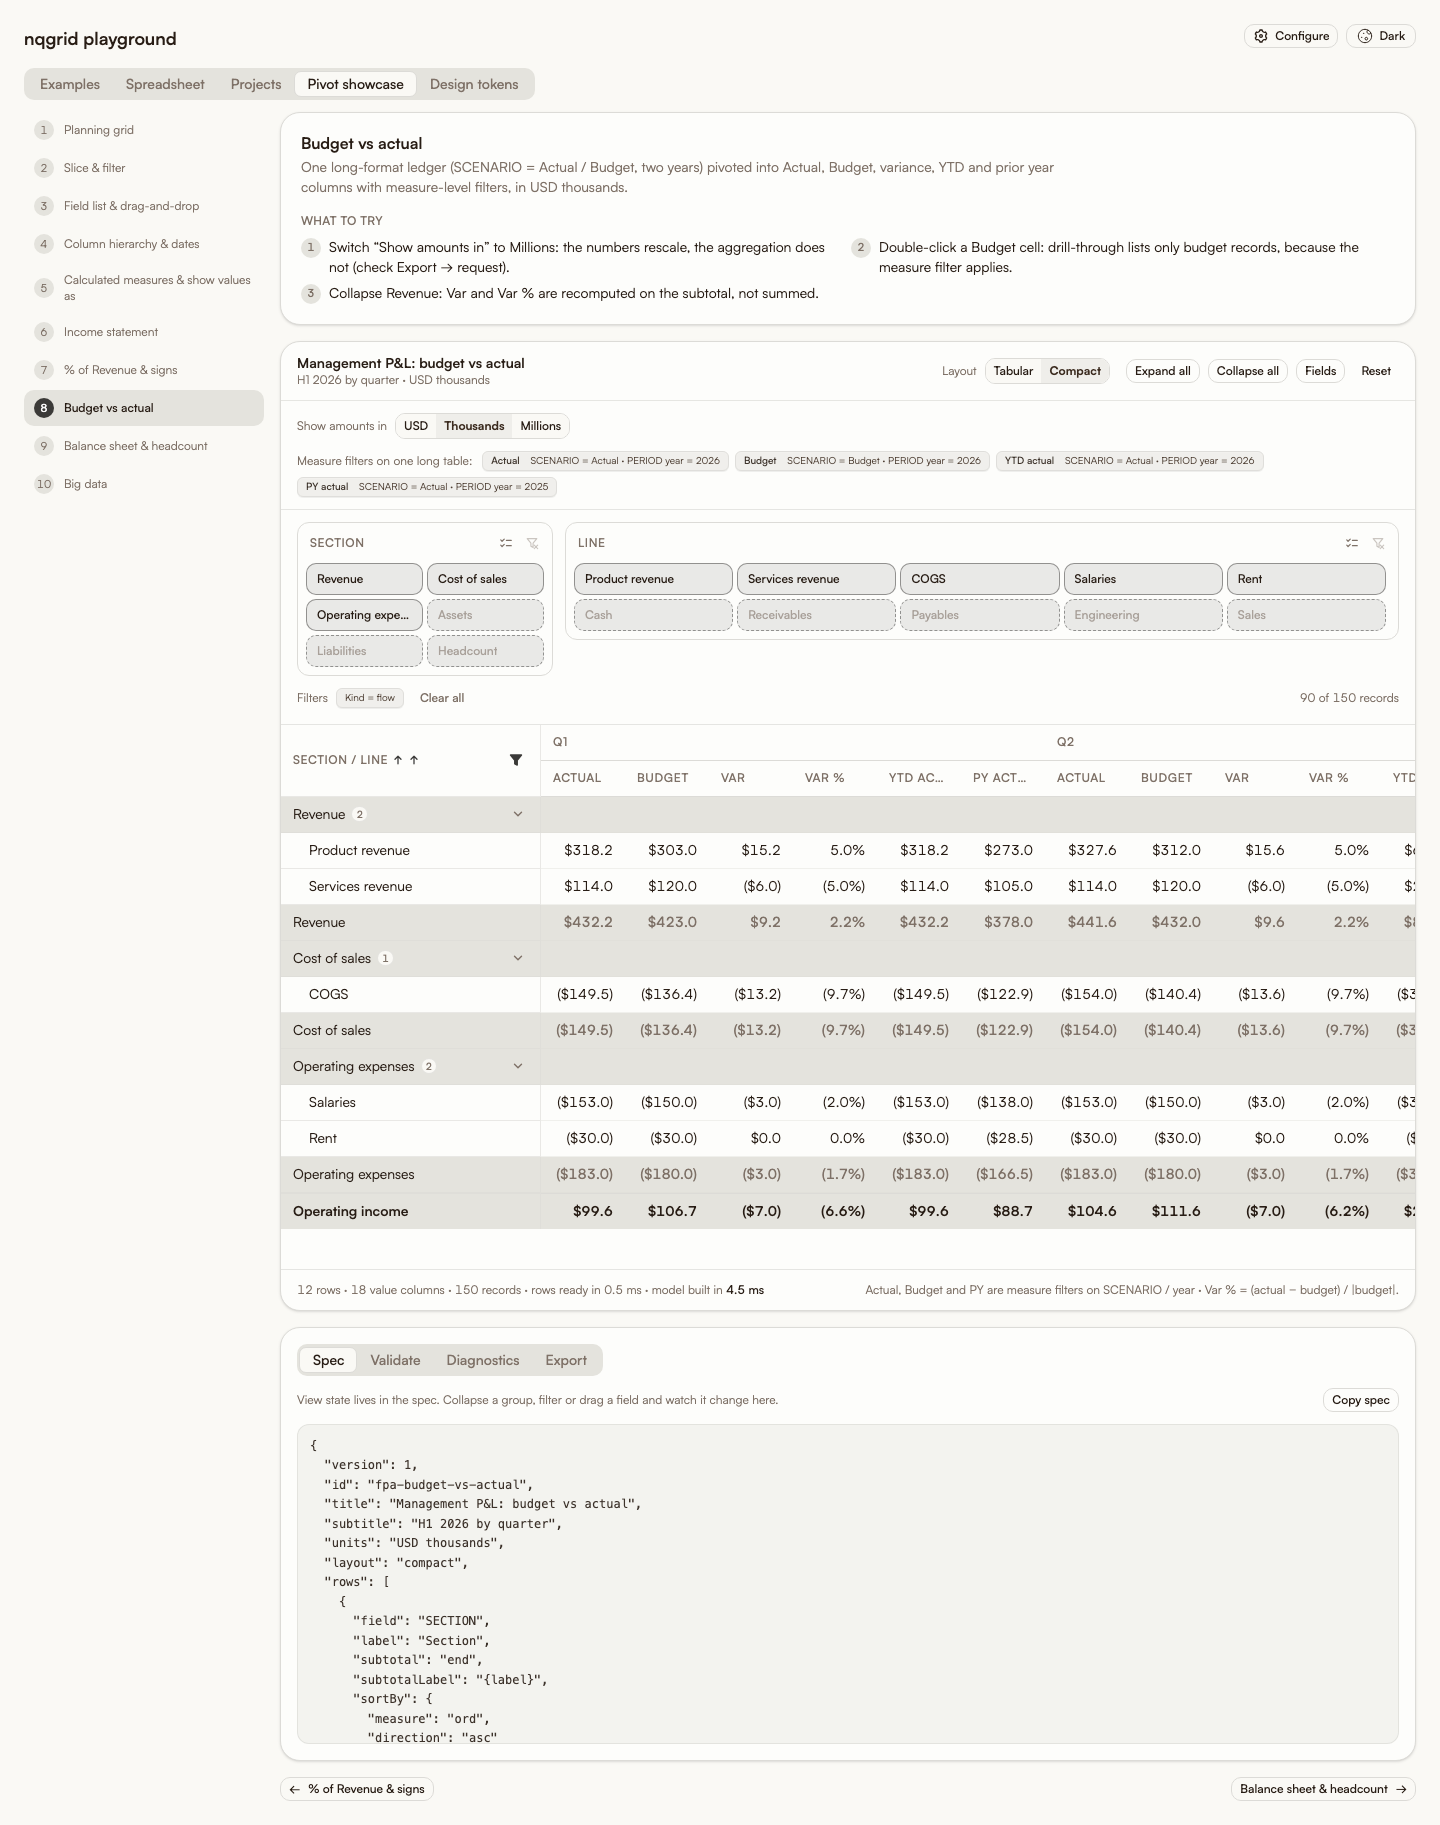 nqgrid playground
Configure
Dark
Examples
Spreadsheet
Projects
Pivot showcase
Design tokens
1 Planning grid
2 Slice & filter
3 Field list & drag-and-drop
4 Column hierarchy & dates
5 Calculated measures & show values
as
6 Income statement
7 % of Revenue & signs
8 Budget vs actual
9 Balance sheet & headcount
10 Big data
Budget vs actual
One long-format ledger (SCENARIO = Actual / Budget, two years) pivoted into Actual, Budget, variance, YTD and prior year
columns with measure-level filters, in USD thousands.
WHAT TO TRY
1 Switch “Show amounts in” to Millions: the numbers rescale, the aggregation does
not (check Export → request).
2 Double-click a Budget cell: drill-through lists only budget records, because the
measure filter applies.
3 Collapse Revenue: Var and Var % are recomputed on the subtotal, not summed.
Management P&L: budget vs actual
H1 2026 by quarter · USD thousands
Layout Tabular Compact Expand all Collapse all Fields Reset
Show amounts in USD Thousands Millions
Measure filters on one long table: Actual SCENARIO = Actual · PERIOD year = 2026 Budget SCENARIO = Budget · PERIOD year = 2026 YTD actual SCENARIO = Actual · PERIOD year = 2026
PY actual SCENARIO = Actual · PERIOD year = 2025
SECTION
Revenue Cost of sales
Operating expe... Assets
Liabilities Headcount
LINE
Product revenue Services revenue COGS Salaries Rent
Cash Receivables Payables Engineering Sales
Filters Kind = flow Clear all 90 of 150 records
SECTION / LINE ↑ ↑
Q1 Q2
ACTUAL BUDGET VAR VAR % YTD AC... PY ACT... ACTUAL BUDGET VAR VAR % YTD
Revenue 2
Product revenue $318.2 $303.0 $15.2 5.0% $318.2 $273.0 $327.6 $312.0 $15.6 5.0%
Services revenue $114.0 $120.0 ($6.0) (5.0%) $114.0 $105.0 $114.0 $120.0 ($6.0) (5.0%)
Revenue $432.2 $423.0 $9.2 2.2% $432.2 $378.0 $441.6 $432.0 $9.6 2.2%
Cost of sales 1
COGS ($149.5) ($136.4) ($13.2) (9.7%) ($149.5) ($122.9) ($154.0) ($140.4) ($13.6) (9.7%)
Cost of sales ($149.5) ($136.4) ($13.2) (9.7%) ($149.5) ($122.9) ($154.0) ($140.4) ($13.6) (9.7%)
Operating expenses 2
Salaries ($153.0) ($150.0) ($3.0) (2.0%) ($153.0) ($138.0) ($153.0) ($150.0) ($3.0) (2.0%)
Rent ($30.0) ($30.0) $0.0 0.0% ($30.0) ($28.5) ($30.0) ($30.0) $0.0 0.0%
Operating expenses ($183.0) ($180.0) ($3.0) (1.7%) ($183.0) ($166.5) ($183.0) ($180.0) ($3.0) (1.7%)
Operating income $99.6 $106.7 ($7.0) (6.6%) $99.6 $88.7 $104.6 $111.6 ($7.0) (6.2%)
12 rows · 18 value columns · 150 records · rows ready in 0.5 ms · model built in 4.5 ms
Actual, Budget and PY are measure filters on SCENARIO / year · Var % = (actual − budget) / |budget|.
Spec Validate Diagnostics Export
View state lives in the spec. Collapse a group, filter or drag a field and watch it change here.
Copy spec
{
"version": 1,
"id": "fpa-budget-vs-actual",
"title": "Management P&L: budget vs actual",
"subtitle": "H1 2026 by quarter",
"units": "USD thousands",
"layout": "compact",
"rows": [
{
"field": "SECTION",
"label": "Section",
"subtotal": "end",
"subtotalLabel": "{label}",
"sortBy": {
"measure": "ord",
"direction": "asc"
← % of Revenue & signs
Balance sheet & headcount →